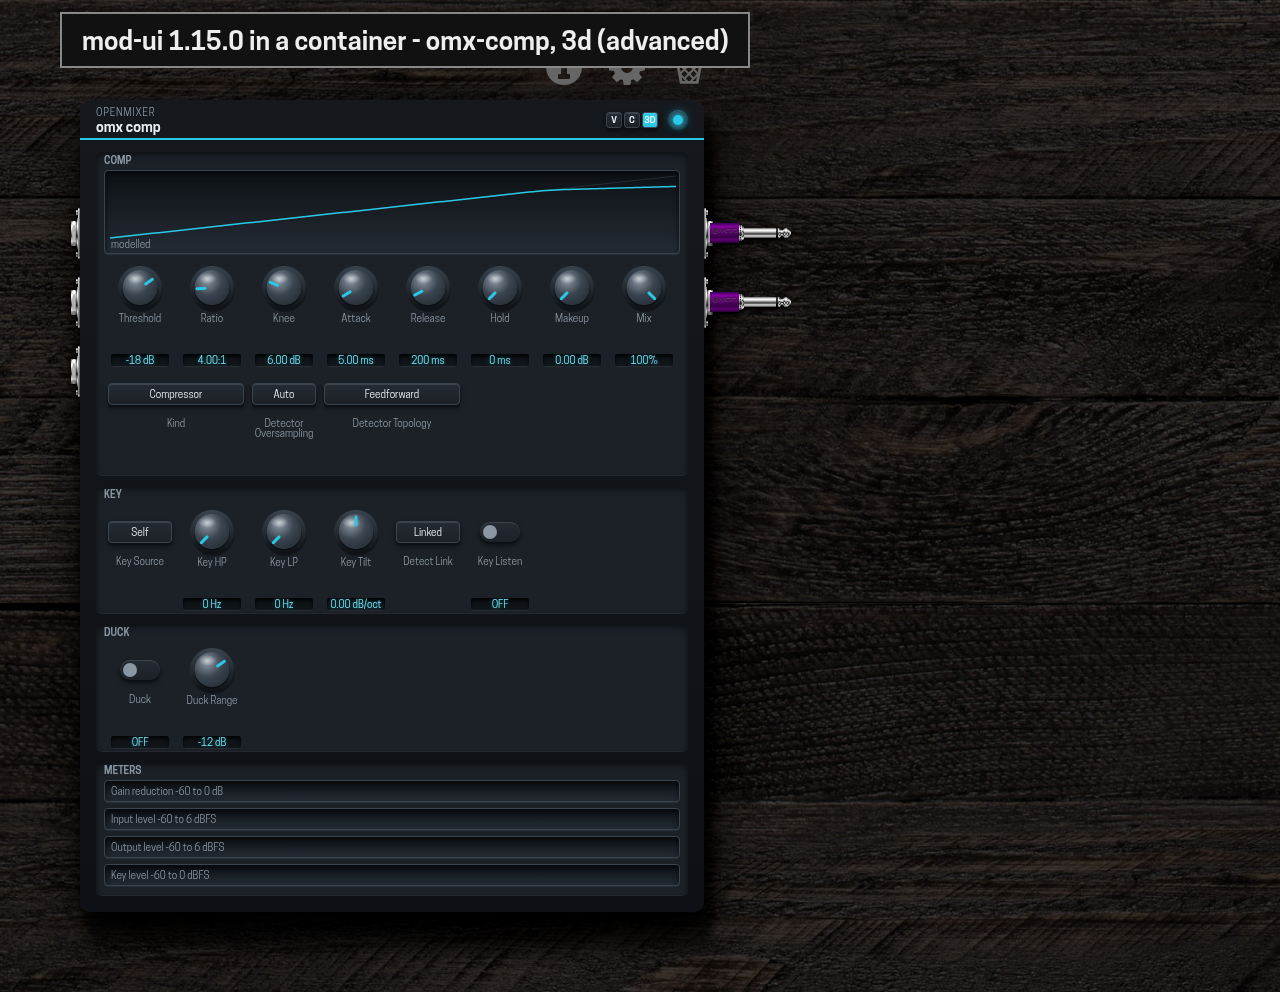 mod-ui 1.15.0 in a container - omx-comp, 3d (advanced)
OPENMIXER
omx comp
V C 3D
COMP
modelled
Threshold Ratio Knee Attack Release Hold Makeup Mix
-18 dB 4.00:1 6.00 dB 5.00 ms 200 ms 0 ms 0.00 dB 100%
Compressor Auto Feedforward
Kind Detector Oversampling Detector Topology
KEY
Self Linked
Key Source Key HP Key LP Key Tilt Detect Link Key Listen
0 Hz 0 Hz 0.00 dB/oct OFF
DUCK
Duck Duck Range
OFF -12 dB
METERS
Gain reduction -60 to 0 dB
Input level -60 to 6 dBFS
Output level -60 to 6 dBFS
Key level -60 to 0 dBFS